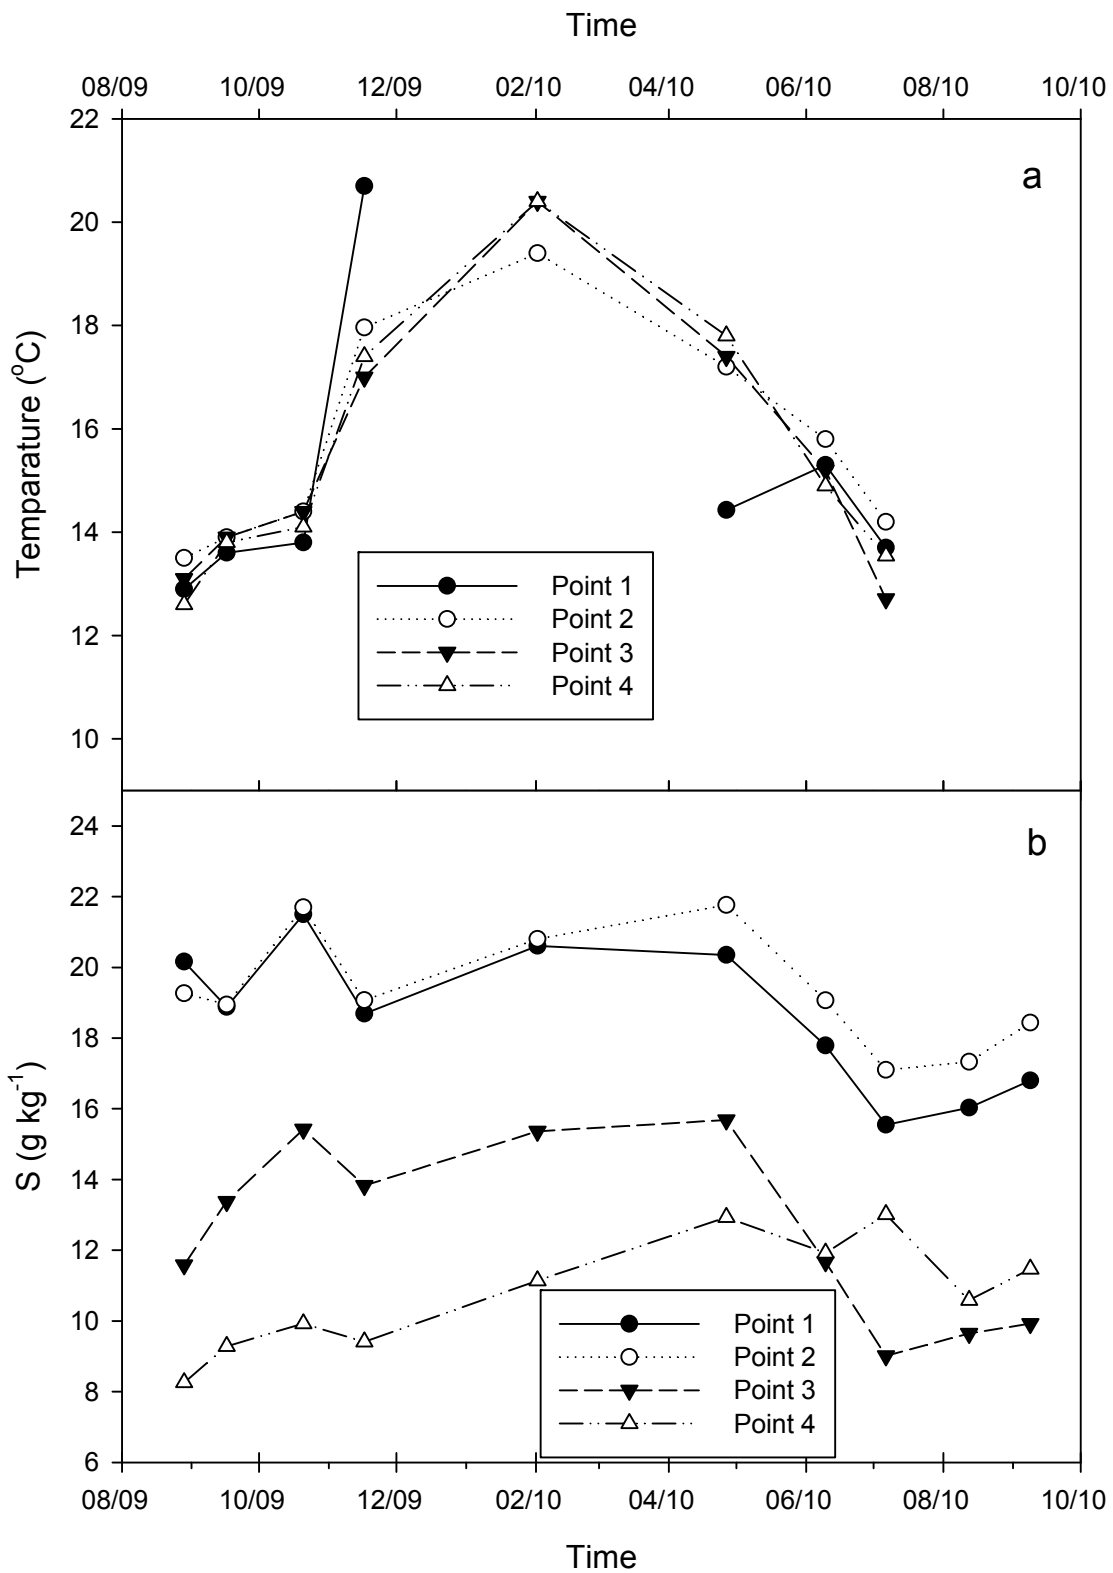 Time
08/09 10/09 12/09 02/10 04/10 06/10 08/10 10/10
22
a
20
18
Temparature (°C)
16
14
Point 1
Point 2
12
Point 3
Point 4
10
24
b
22
20
18
S (g kg⁻¹)
16
14
12
10
Point 1
Point 2
8
Point 3
Point 4
6
08/09 10/09 12/09 02/10 04/10 06/10 08/10 10/10
Time